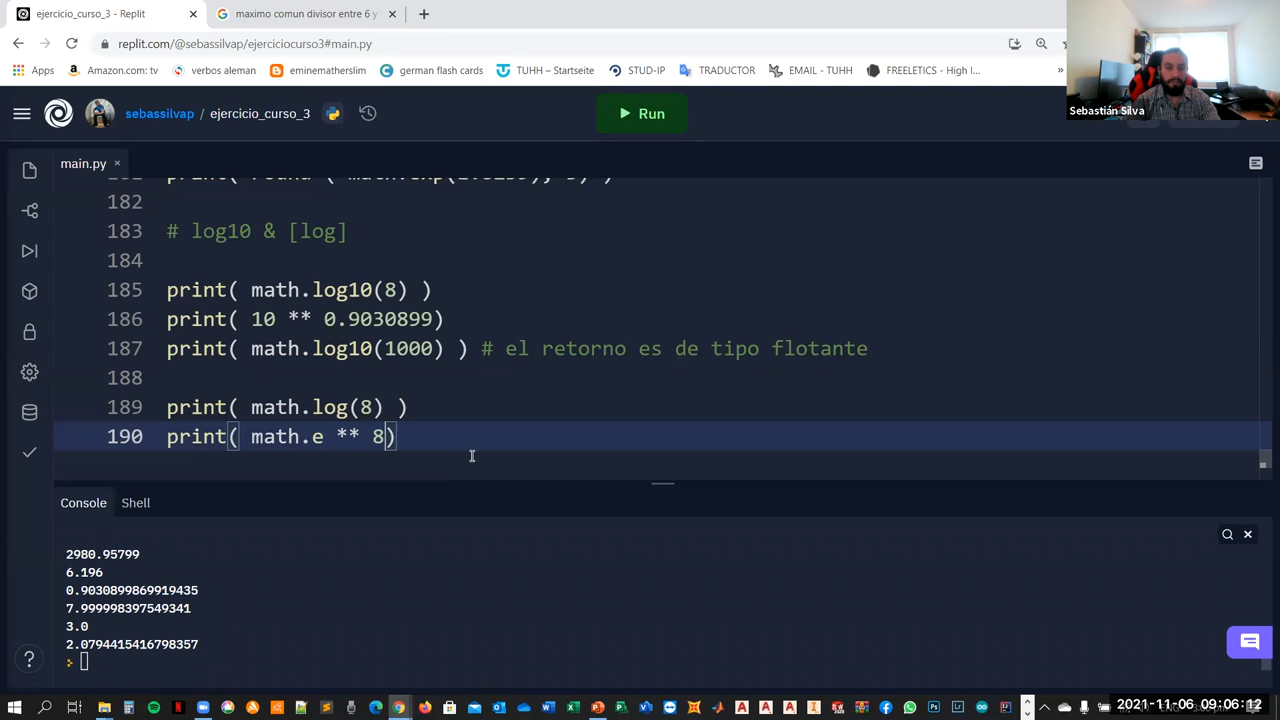 ejercicio_curso_3 - Replit
maximo comun divisor entre 6 y
replit.com/@sebassilvap/ejerciciocurso3#main.py
Apps
Amazon.com: tv
verbos aleman
eminematherslim
german flash cards
TUHH – Startseite
STUD-IP
TRADUCTOR
EMAIL - TUHH
FREELETICS - High I...
»
Sebastián Silva
sebassilvap / ejercicio_curso_3
Run
main.py
182
183 # log10 & [log]
184
185 print( math.log10(8) )
186 print( 10 ** 0.9030899)
187 print( math.log10(1000) ) # el retorno es de tipo flotante
188
189 print( math.log(8) )
190 print( math.e ** 8)
Console
Shell
2980.95799
6.196
0.9030899869919435
7.999998397549341
3.0
2.0794415416798357
2021-11-06 09:06:12